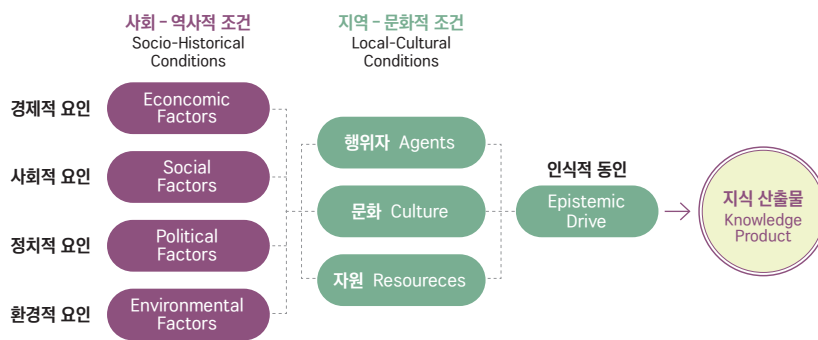 사회 – 역사적 조건
Socio-Historical
Conditions
지역 – 문화적 조건
Local-Cultural
Conditions
경제적 요인
Econcomic
Factors
사회적 요인
Social
Factors
정치적 요인
Political
Factors
환경적 요인
Environmental
Factors
행위자 Agents
문화 Culture
자원 Resoureces
인식적 동인
Epistemic
Drive
지식 산출물
Knowledge
Product